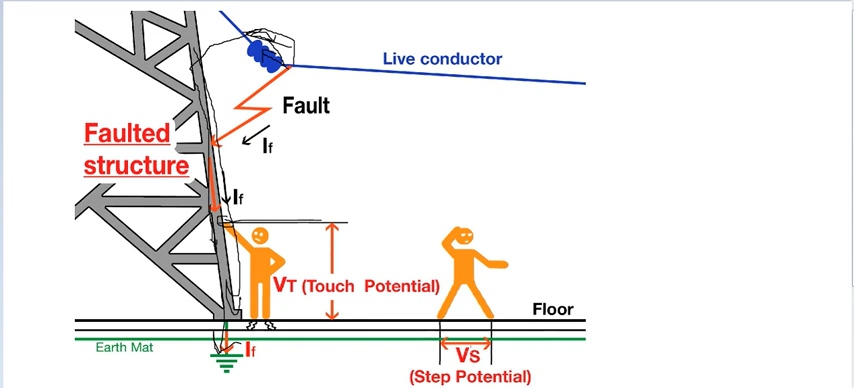 Live conductor
Fault
If
Faulted
structure
If
VT (Touch Potential)
Floor
Earth Mat
If
VS
(Step Potential)